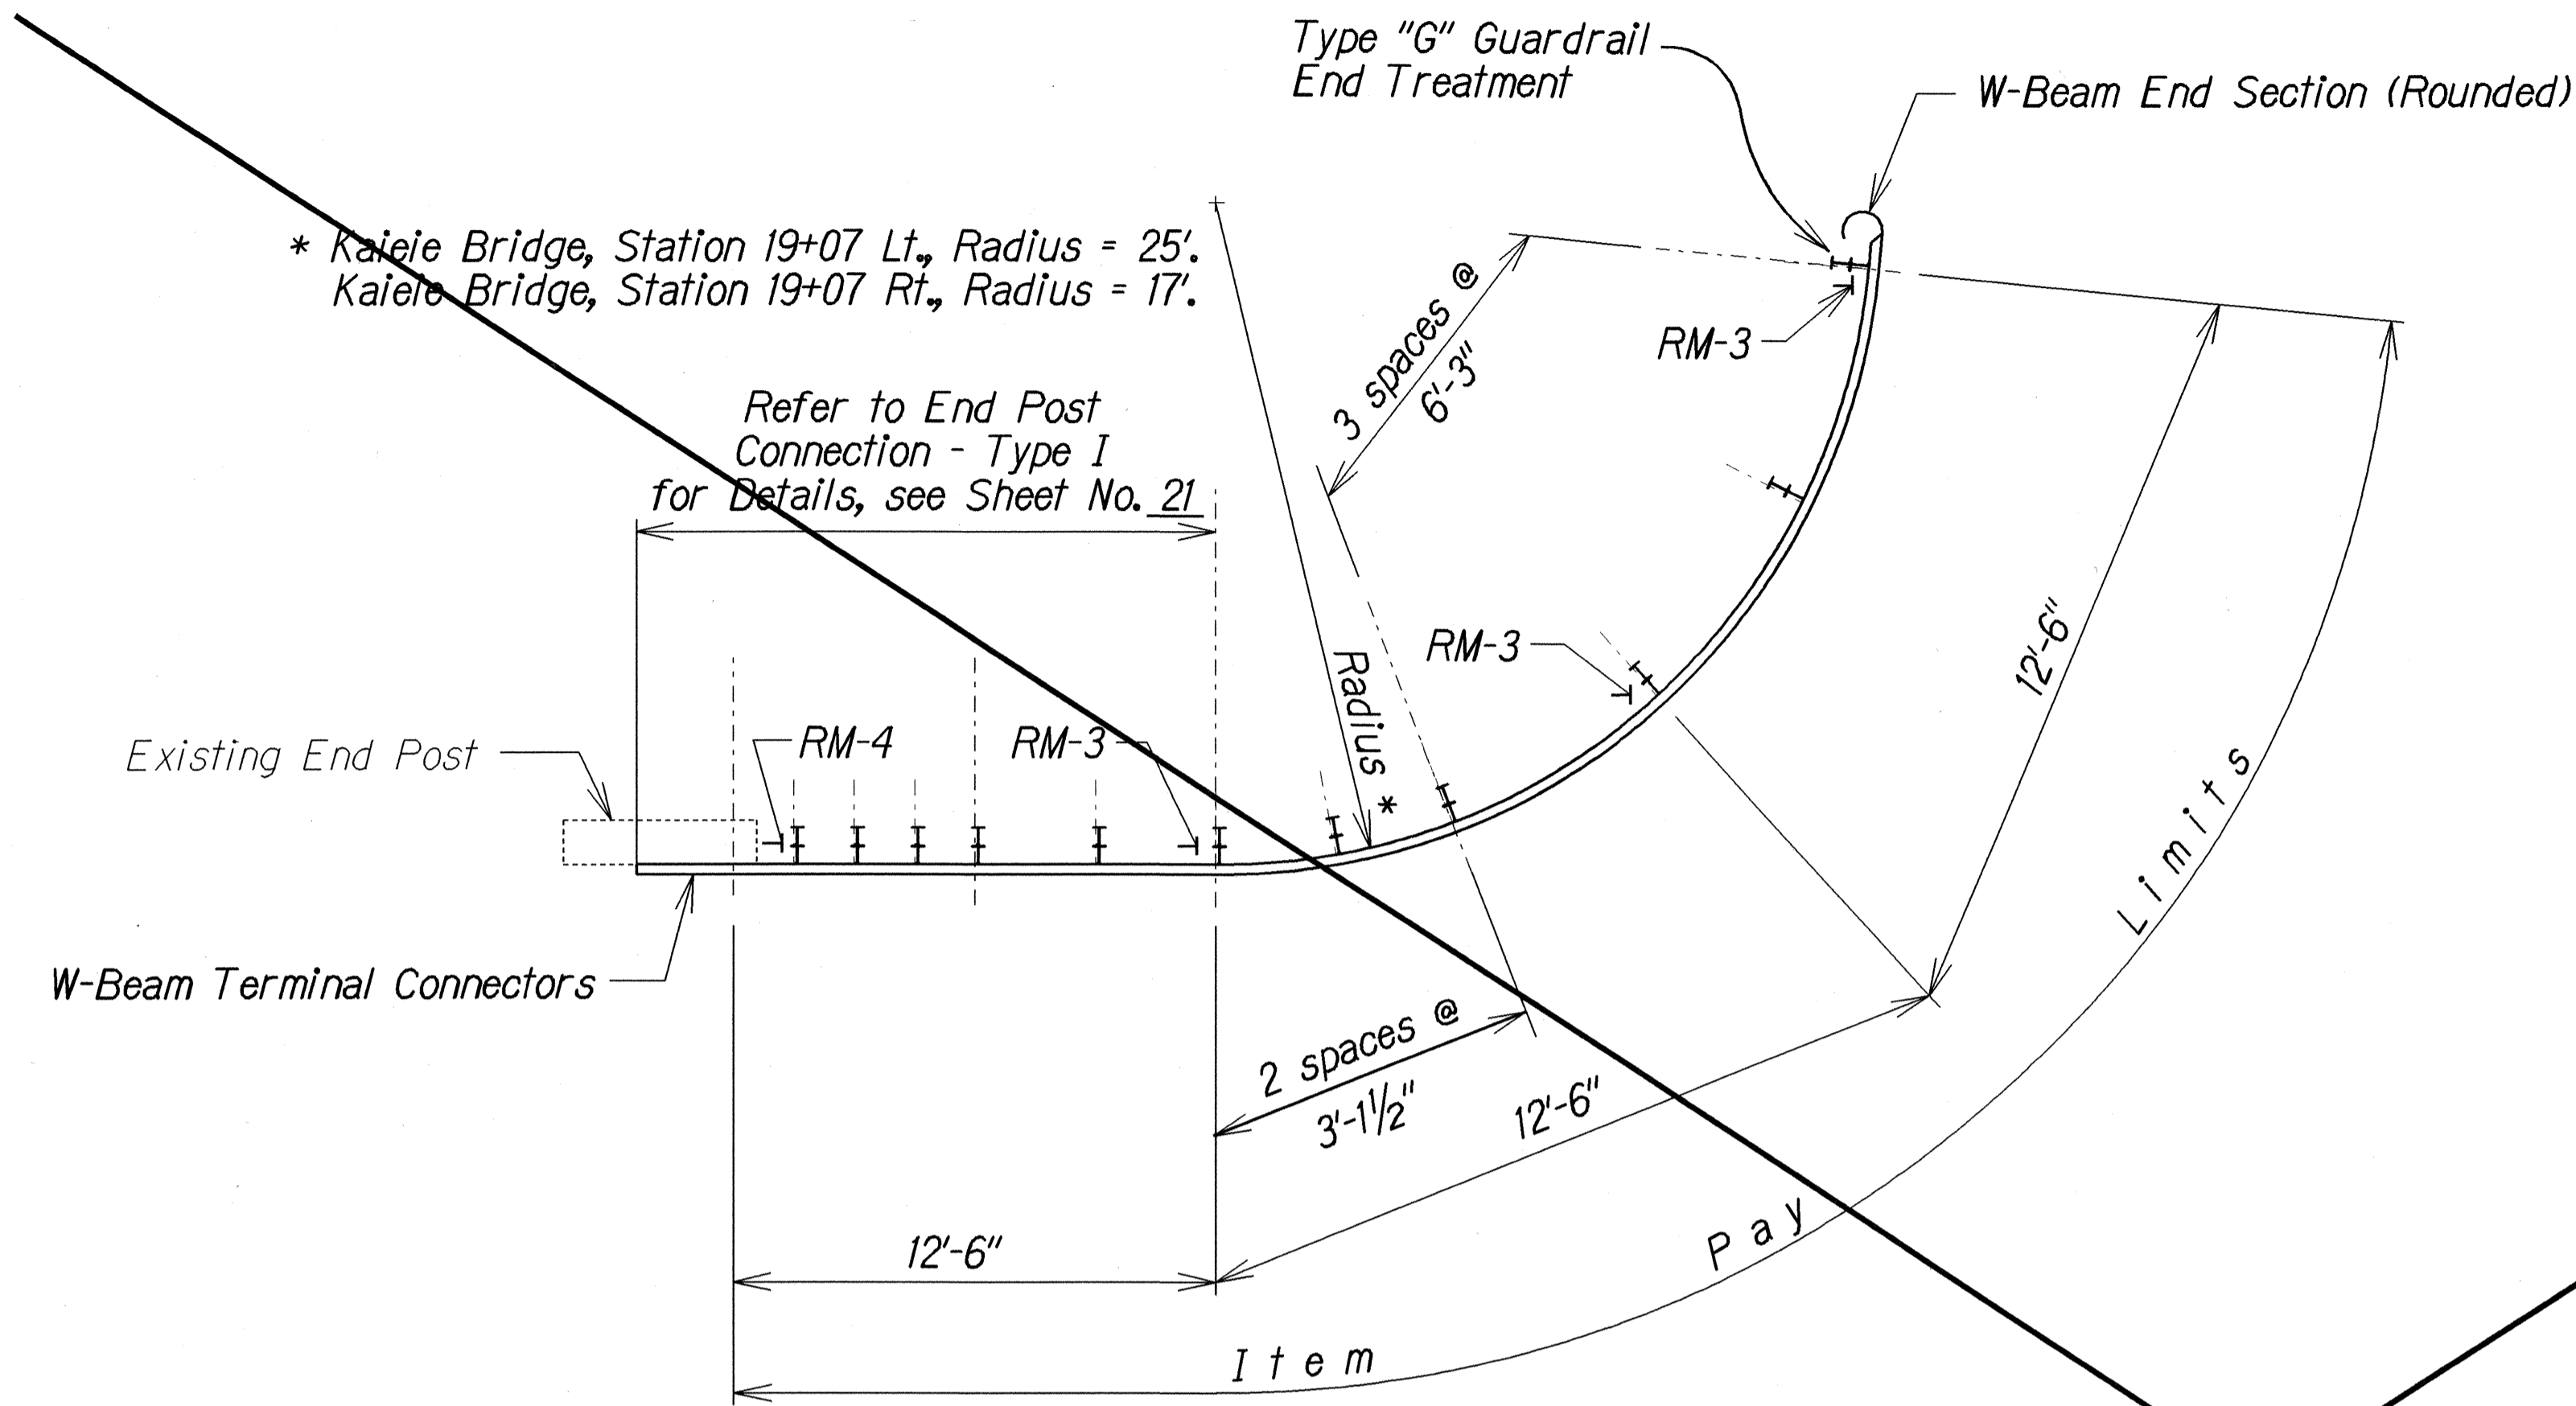 Type "G" Guardrail
End Treatment
W-Beam End Section (Rounded)
* Kaieie Bridge, Station 19+07 Lt., Radius = 25'.
Kaieie Bridge, Station 19+07 Rt., Radius = 17'.
3 spaces @
6'-3"
RM-3
Refer to End Post
Connection - Type I
for Details, see Sheet No. 21
12'-6"
RM-3
Radius *
Existing End Post
RM-4
RM-3
Limits
W-Beam Terminal Connectors
2 spaces @
3'-1½"
12'-6"
Pay
12'-6"
Item